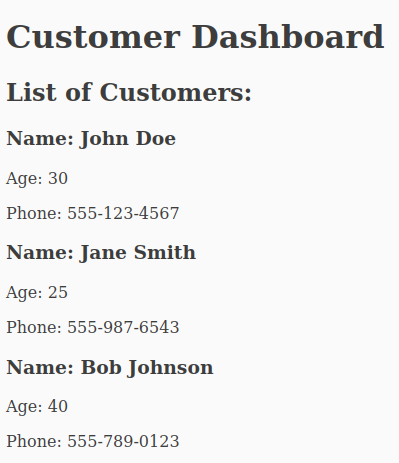 Customer Dashboard
List of Customers:
Name: John Doe
Age: 30
Phone: 555-123-4567
Name: Jane Smith
Age: 25
Phone: 555-987-6543
Name: Bob Johnson
Age: 40
Phone: 555-789-0123